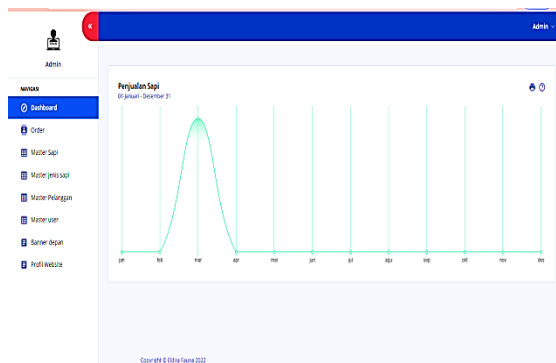 Admin
Admin
NAVIGASI
Dashboard
Order
Master Sapi
Master jenis sapi
Master Pelanggan
Master user
Banner depan
Profil Website
Penjualan Sapi
01-Januari - Desember 31
jan feb mar apr mei jun jul agu sep okt nov des
Copyright © Eldira Fauna 2022